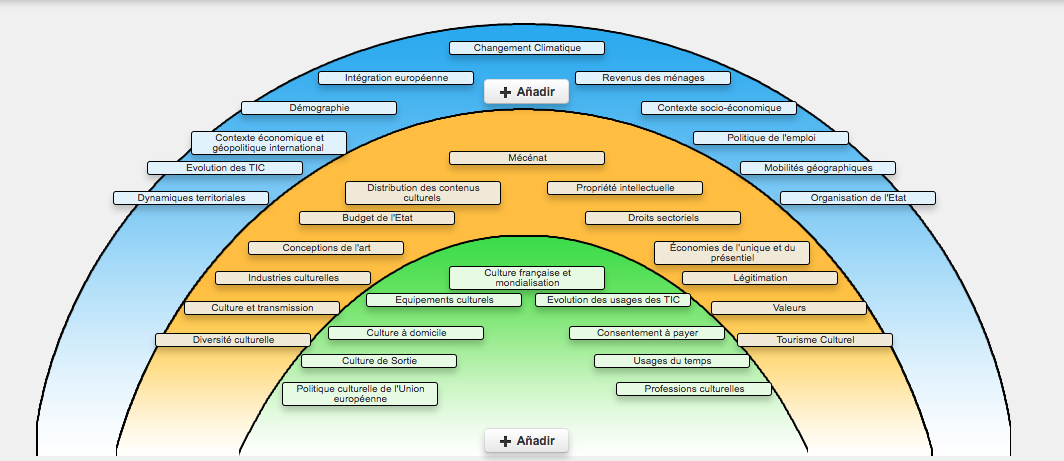 Changement Climatique
Intégration européenne
Revenus des ménages
Añadir
Démographie
Contexte socio-économique
Contexte économique et
géopolitique international
Politique de l'emploi
Evolution des TIC
Mobilités géographiques
Dynamiques territoriales
Organisation de l'Etat
Mécénat
Distribution des contenus
culturels
Propriété intellectuelle
Budget de l'Etat
Droits sectoriels
Conceptions de l'art
Économies de l'unique et du
présentiel
Industries culturelles
Légitimation
Culture et transmission
Valeurs
Diversité culturelle
Tourisme Culturel
Culture française et
mondialisation
Equipements culturels
Evolution des usages des TIC
Culture à domicile
Consentement à payer
Culture de Sortie
Usages du temps
Politique culturelle de l'Union
européenne
Professions culturelles
Añadir